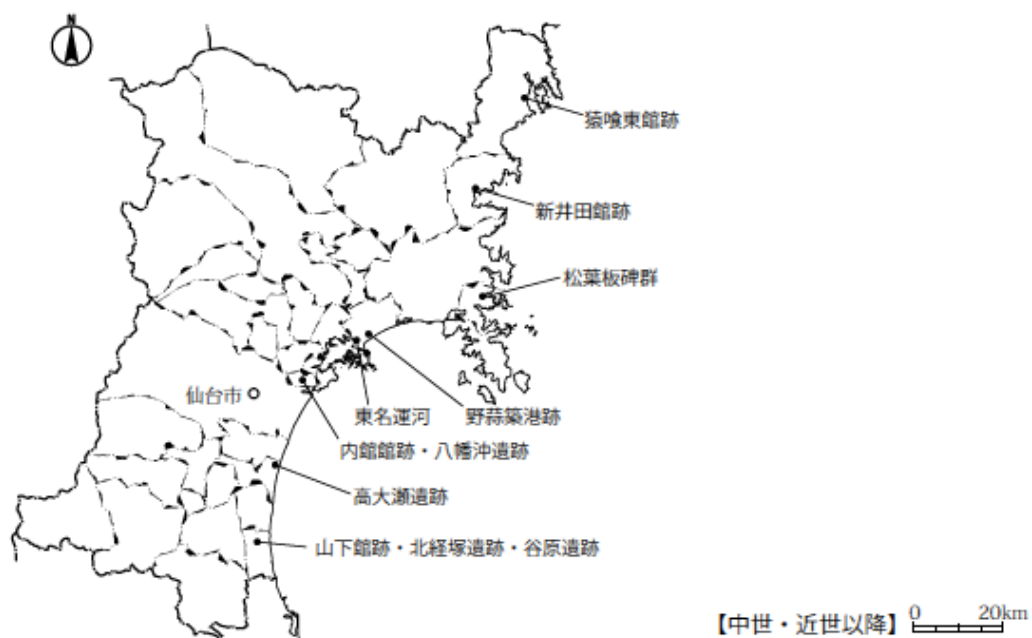 N
猿喰東館跡
新井田館跡
松葉板碑群
仙台市
東名運河
野蒜築港跡
内館館跡・八幡沖遺跡
高大瀬遺跡
山下館跡・北経塚遺跡・谷原遺跡
【中世・近世以降】
0 20km